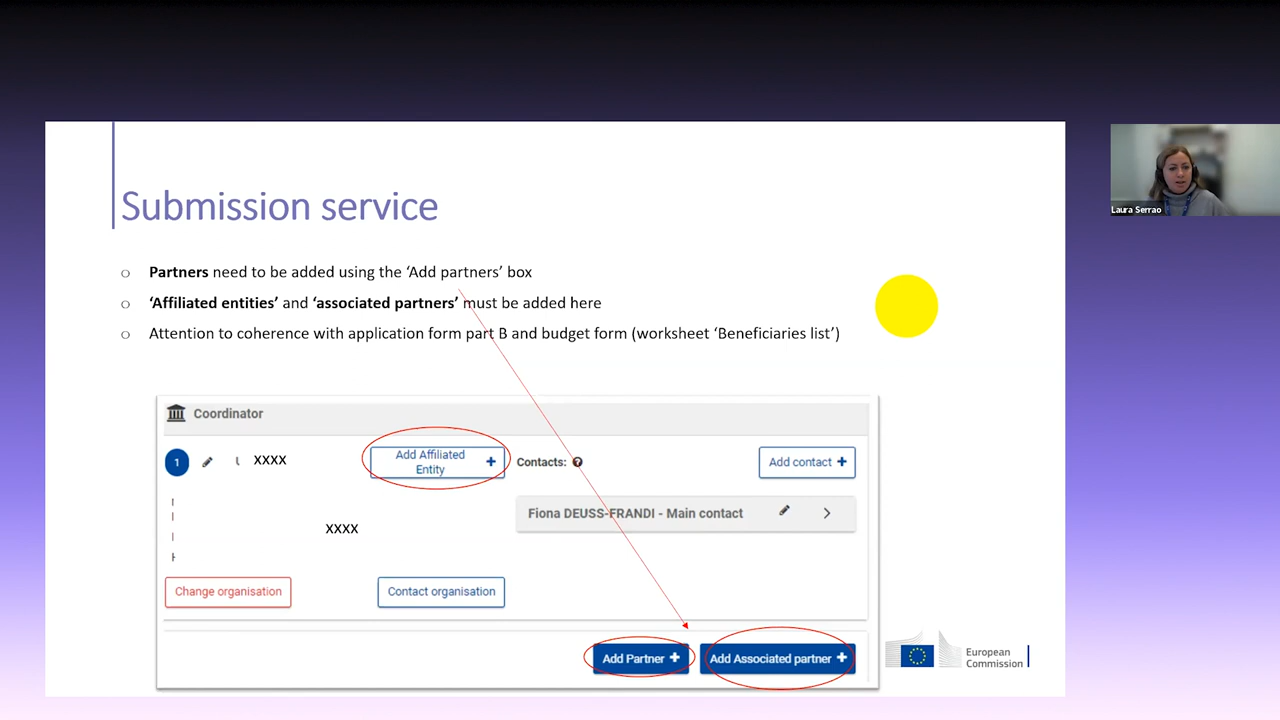 Submission service
Partners need to be added using the ‘Add partners’ box
‘Affiliated entities’ and ‘associated partners’ must be added here
Attention to coherence with application form part B and budget form (worksheet ‘Beneficiaries list’)
Laura Serrao
Coordinator
1
XXXX
Add Affiliated
Entity
Contacts:
Add contact
Fiona DEUSS-FRANDI - Main contact
XXXX
Change organisation
Contact organisation
Add Partner
Add Associated partner
European
Commission